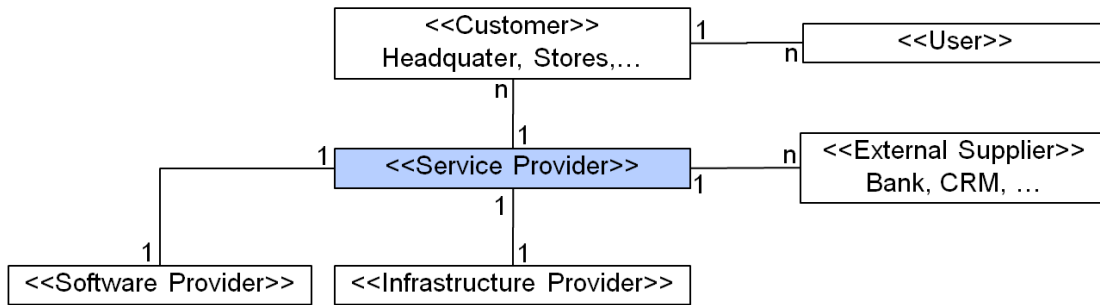 <<Customer>>
Headquater, Stores,...
1
n
<<User>>
n
1
<<Service Provider>>
1
1
1
n
<<External Supplier>>
Bank, CRM, ...
1
1
<<Software Provider>>
<<Infrastructure Provider>>